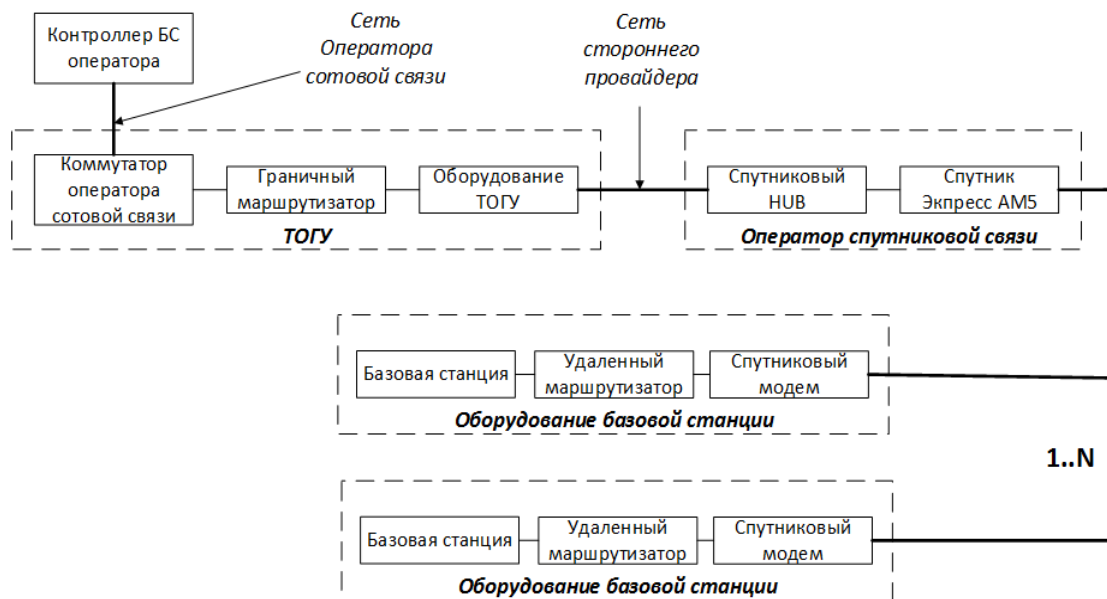 Контроллер БС
оператора
Сеть
Оператора
сотовой связи
Сеть
стороннего
провайдера
Коммутатор
оператора
сотовой связи
Граничный
маршрутизатор
Оборудование
ТОГУ
ТОГУ
Спутниковый
HUB
Спутник
Экпресс АМ5
Оператор спутниковой связи
Базовая станция
Удаленный
маршрутизатор
Спутниковый
модем
Оборудование базовой станции
1..N
Базовая станция
Удаленный
маршрутизатор
Спутниковый
модем
Оборудование базовой станции